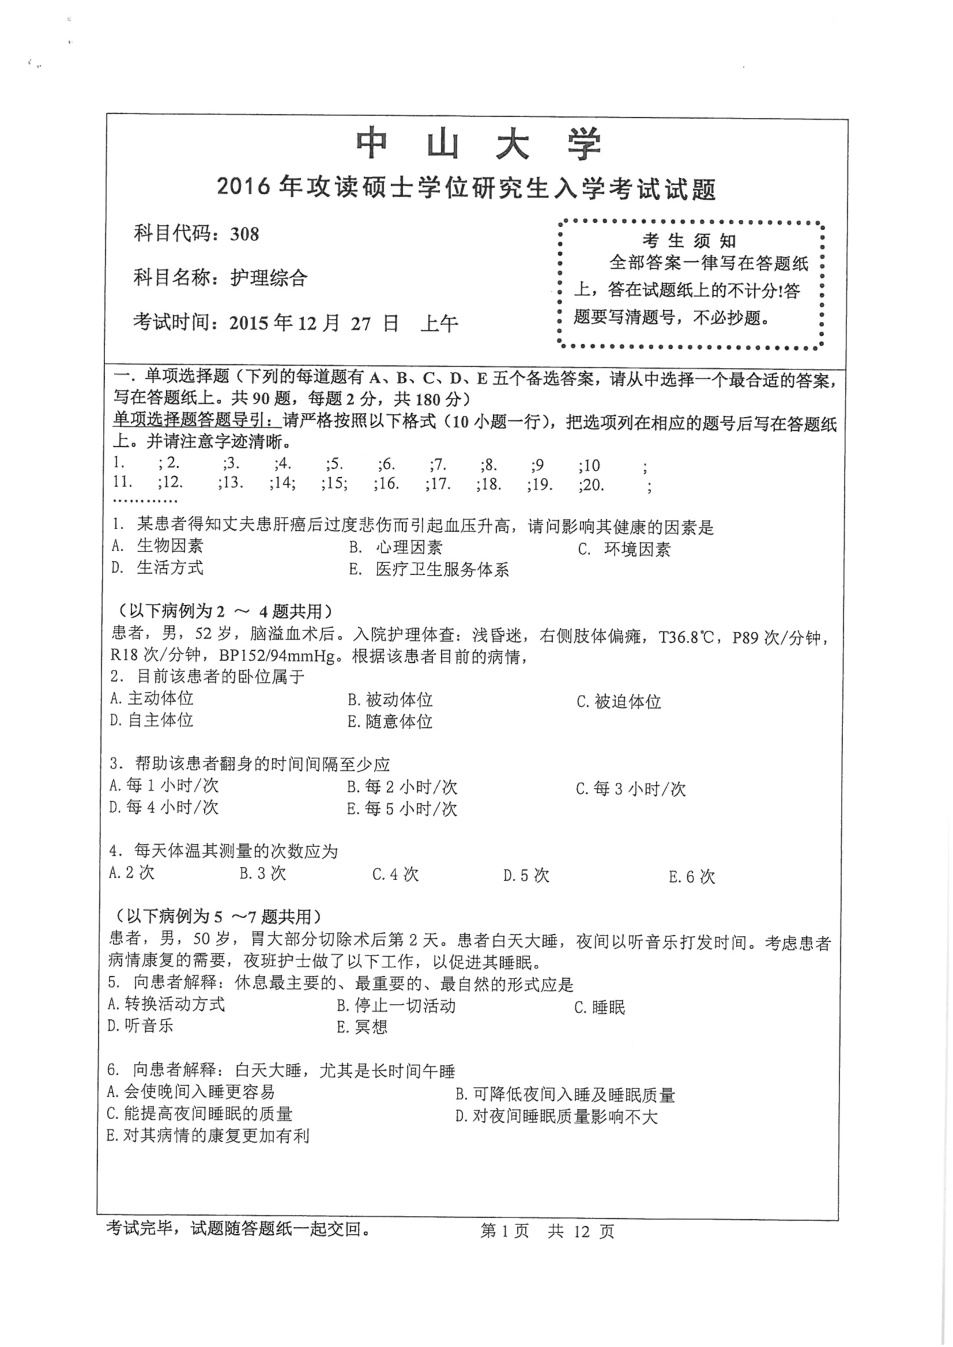 中 山 大 学
2016 年攻读硕士学位研究生入学考试试题
科目代码：308
科目名称：护理综合
考试时间：2015 年 12 月 27 日 上午
考 生 须 知
全部答案一律写在答题纸
上，答在试题纸上的不计分!答
题要写清题号，不必抄题。
一．单项选择题（下列的每道题有 A、B、C、D、E 五个备选答案，请从中选择一个最合适的答案，
写在答题纸上。共 90 题，每题 2 分，共 180 分）
单项选择题答题导引：请严格按照以下格式（10 小题一行），把选项列在相应的题号后写在答题纸
上。并请注意字迹清晰。
1. ; 2. ;3. ;4. ;5. ;6. ;7. ;8. ;9 ;10 ;
11. ;12. ;13. ;14; ;15; ;16. ;17. ;18. ;19. ;20. ;
…………
1. 某患者得知丈夫患肝癌后过度悲伤而引起血压升高，请问影响其健康的因素是
A. 生物因素 B. 心理因素 C. 环境因素
D. 生活方式 E. 医疗卫生服务体系
（以下病例为 2 ～ 4 题共用）
患者，男，52 岁，脑溢血术后。入院护理体查：浅昏迷，右侧肢体偏瘫，T36.8℃，P89 次/分钟，
R18 次/分钟，BP152/94mmHg。根据该患者目前的病情，
2. 目前该患者的卧位属于
A.主动体位 B.被动体位 C.被迫体位
D.自主体位 E.随意体位
3. 帮助该患者翻身的时间间隔至少应
A.每 1 小时/次 B.每 2 小时/次 C.每 3 小时/次
D.每 4 小时/次 E.每 5 小时/次
4. 每天体温其测量的次数应为
A.2 次 B.3 次 C.4 次 D.5 次 E.6 次
（以下病例为 5 ～7 题共用）
患者，男，50 岁，胃大部分切除术后第 2 天。患者白天大睡，夜间以听音乐打发时间。考虑患者
病情康复的需要，夜班护士做了以下工作，以促进其睡眠。
5. 向患者解释：休息最主要的、最重要的、最自然的形式应是
A.转换活动方式 B.停止一切活动 C.睡眠
D.听音乐 E.冥想
6. 向患者解释：白天大睡，尤其是长时间午睡
A.会使晚间入睡更容易 B.可降低夜间入睡及睡眠质量
C.能提高夜间睡眠的质量 D.对夜间睡眠质量影响不大
E.对其病情的康复更加有利
考试完毕，试题随答题纸一起交回。 第 1 页 共 12 页